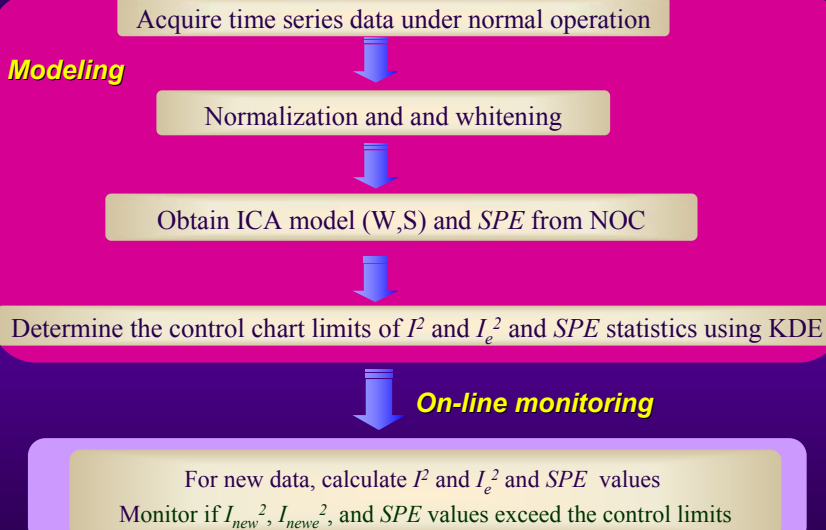 Acquire time series data under normal operation
Modeling
Normalization and and whitening
Obtain ICA model (W,S) and SPE from NOC
Determine the control chart limits of I² and Iₑ² and SPE statistics using KDE
On-line monitoring
For new data, calculate I² and Iₑ² and SPE values
Monitor if I_new², I_newe², and SPE values exceed the control limits